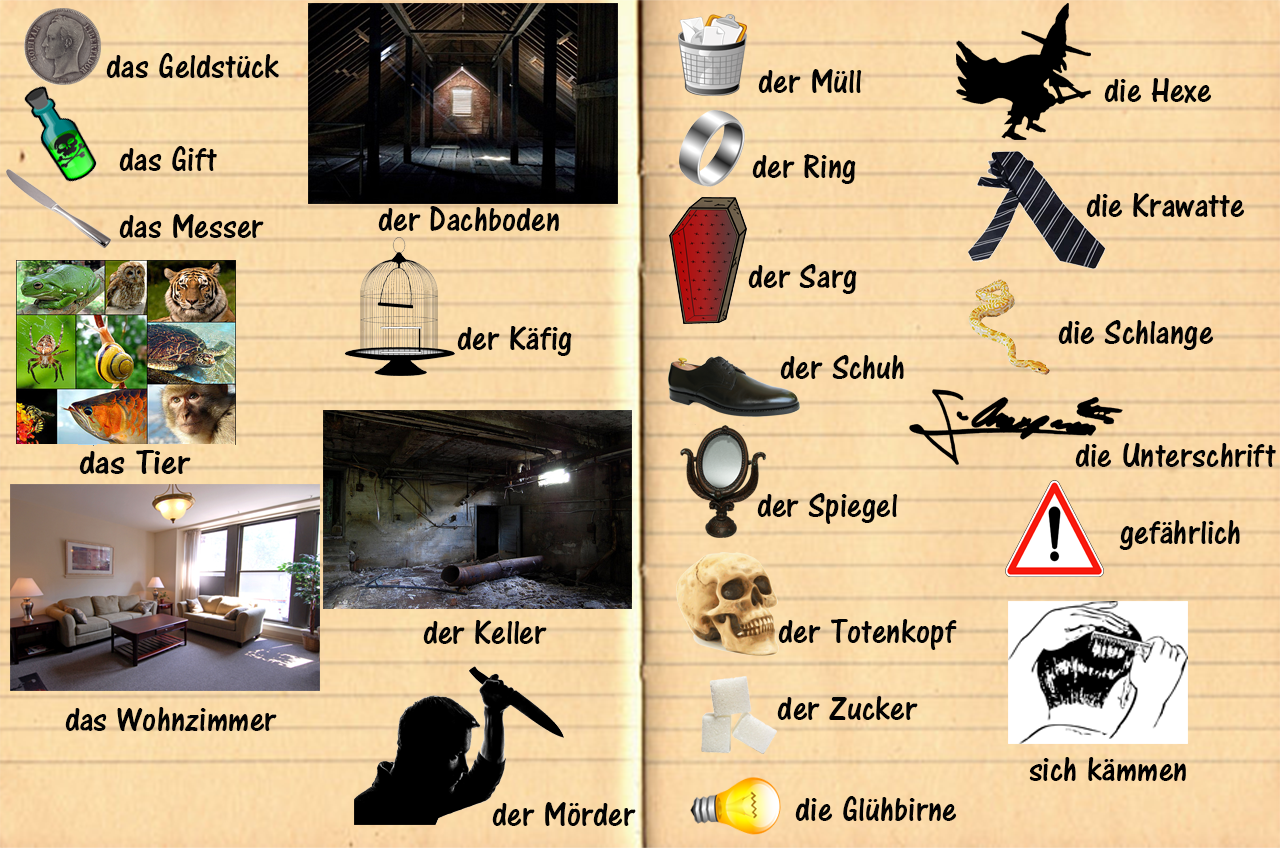 das Geldstück
das Gift
das Messer
das Tier
das Wohnzimmer
der Dachboden
der Käfig
der Keller
der Mörder
der Müll
der Ring
der Sarg
der Schuh
der Spiegel
der Totenkopf
der Zucker
die Glühbirne
die Hexe
die Krawatte
die Schlange
die Unterschrift
gefährlich
sich kämmen